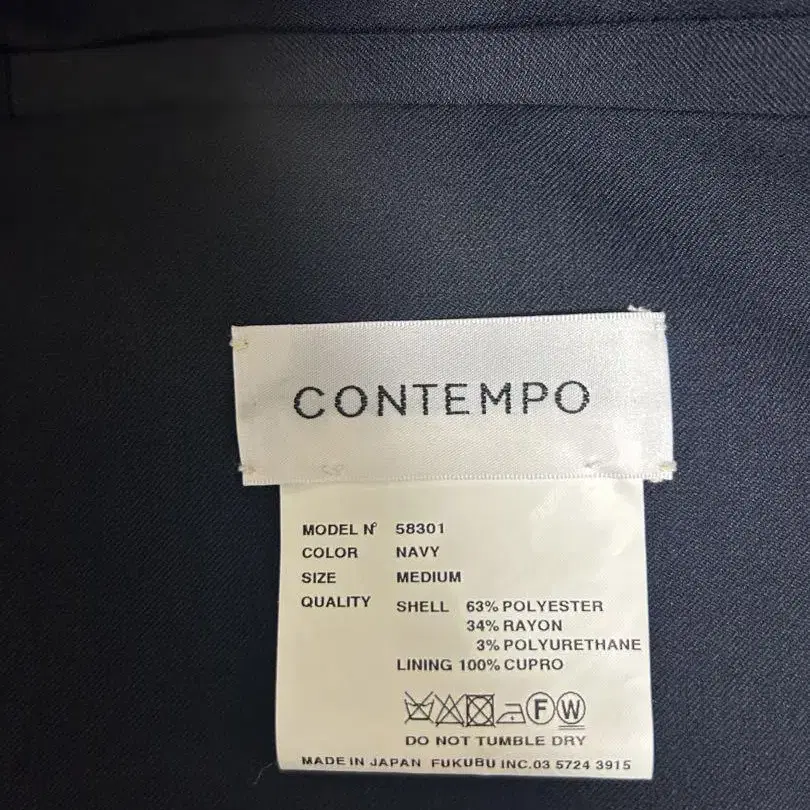 CONTEMPO
MODEL Nº 58301
COLOR NAVY
SIZE MEDIUM
QUALITY SHELL 63% POLYESTER
34% RAYON
3% POLYURETHANE
LINING 100% CUPRO
F W
DO NOT TUMBLE DRY
MADE IN JAPAN FUKUBU INC. 03 5724 3915